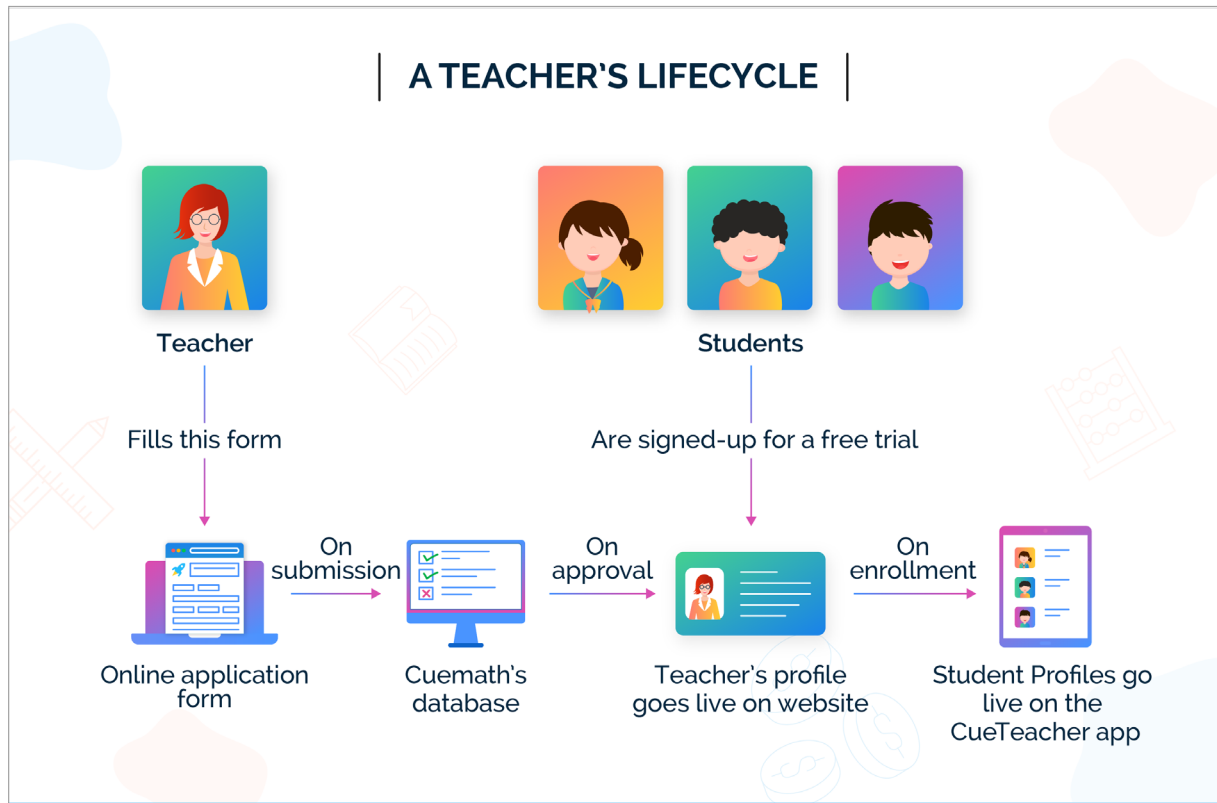 A TEACHER'S LIFECYCLE
Teacher
Students
Fills this form
Are signed-up for a free trial
On
submission
On
approval
On
enrollment
Online application
form
Cuemath's
database
Teacher's profile
goes live on website
Student Profiles go
live on the
CueTeacher app